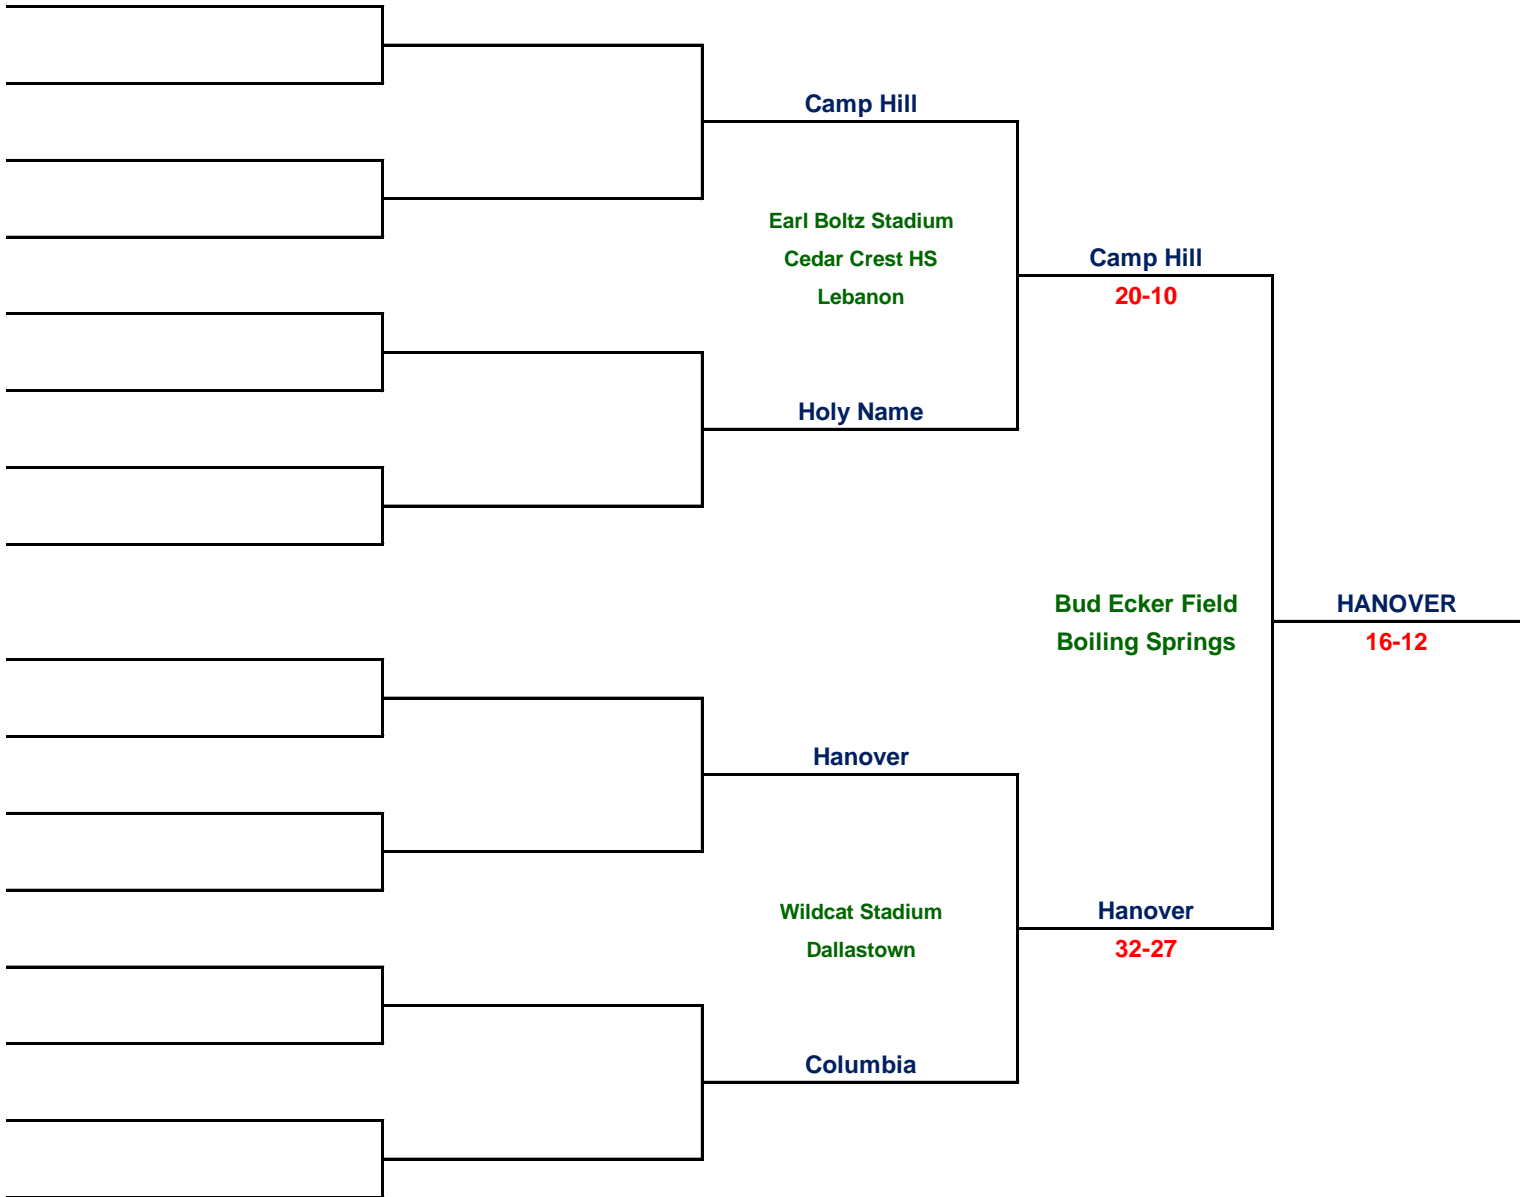 Camp Hill
Earl Boltz Stadium
Cedar Crest HS
Lebanon
Camp Hill
20-10
Holy Name
Bud Ecker Field
Boiling Springs
HANOVER
16-12
Hanover
Wildcat Stadium
Dallastown
Hanover
32-27
Columbia